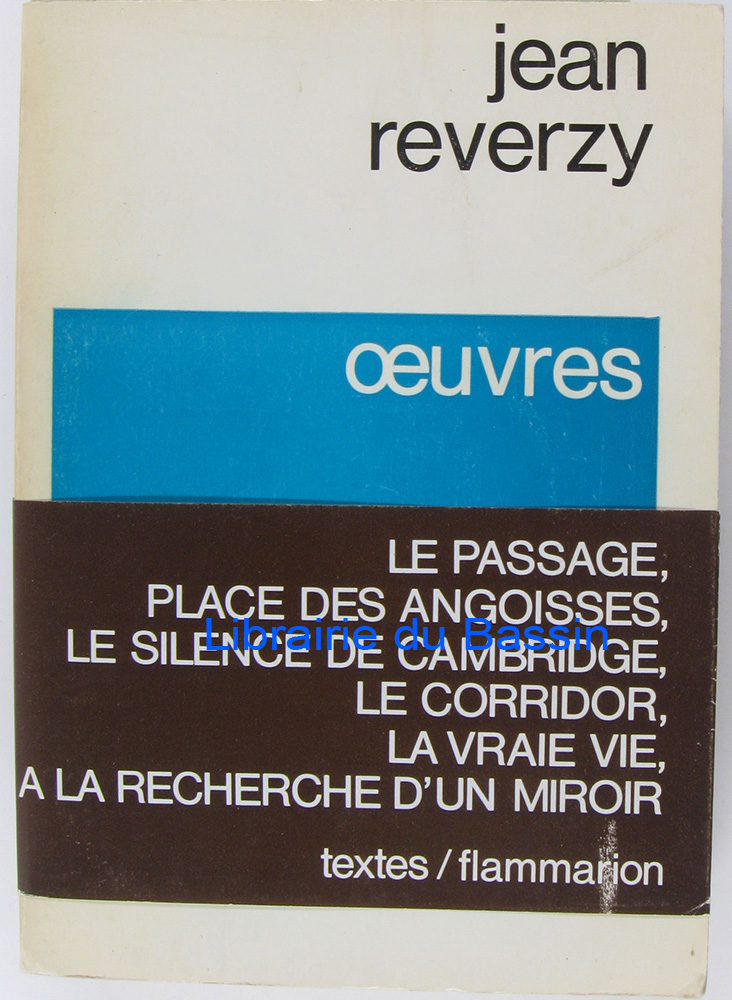 jean
reverzy
œuvres
LE PASSAGE,
PLACE DES ANGOISSES,
Librairie du Bassin
LE SILENCE DE CAMBRIDGE,
LE CORRIDOR,
LA VRAIE VIE,
A LA RECHERCHE D'UN MIROIR
textes / flammarion